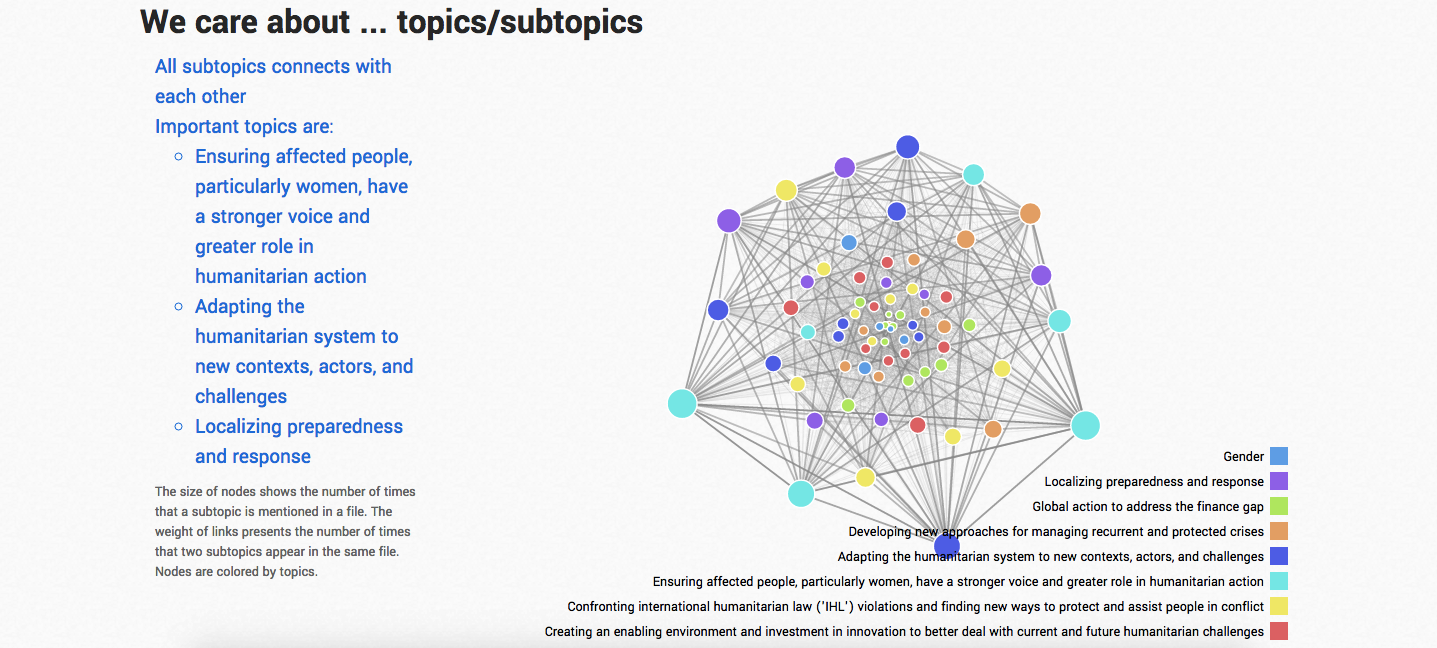 We care about ... topics/subtopics
All subtopics connects with
each other
Important topics are:
Ensuring affected people,
particularly women, have
a stronger voice and
greater role in
humanitarian action
Adapting the
humanitarian system to
new contexts, actors, and
challenges
Localizing preparedness
and response
The size of nodes shows the number of times
that a subtopic is mentioned in a file. The
weight of links presents the number of times
that two subtopics appear in the same file.
Nodes are colored by topics.
Gender
Localizing preparedness and response
Global action to address the finance gap
Developing new approaches for managing recurrent and protected crises
Adapting the humanitarian system to new contexts, actors, and challenges
Ensuring affected people, particularly women, have a stronger voice and greater role in humanitarian action
Confronting international humanitarian law ('IHL') violations and finding new ways to protect and assist people in conflict
Creating an enabling environment and investment in innovation to better deal with current and future humanitarian challenges